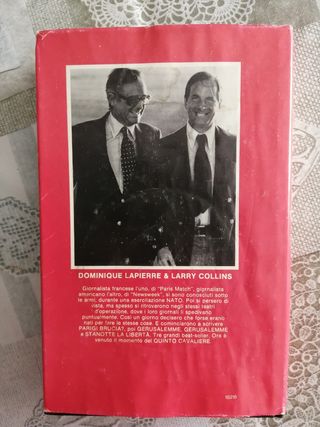 DOMINIQUE LAPIERRE & LARRY COLLINS
Giornalista francese l'uno, di "Paris Match", giornalista
americano l'altro, di "Newsweek", si sono conosciuti sotto
le armi, durante una esercitazione NATO. Poi si persero di
vista, ma spesso si ritrovarono negli stessi teatri
d'operazione, dove i loro giornali li spedivano
puntualmente. Così un giorno decisero che forse erano
nati per fare le stesse cose. E cominciarono a scrivere
PARIGI BRUCIA?, poi GERUSALEMME, GERUSALEMME
e STANOTTE LA LIBERTÀ. Tre grandi best-seller. Ora è
venuto il momento del QUINTO CAVALIERE.